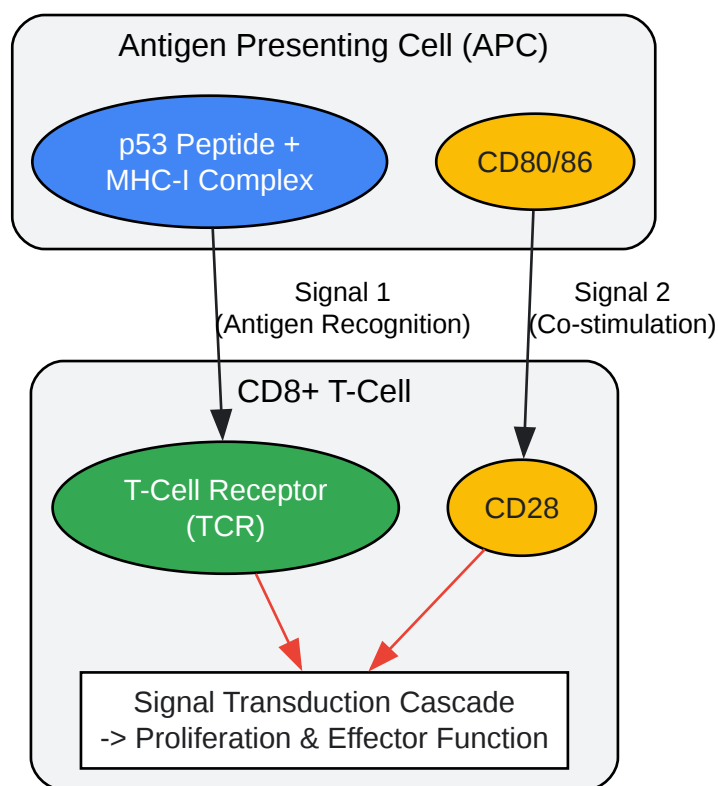 Antigen Presenting Cell (APC)
p53 Peptide +
MHC-I Complex
CD80/86
Signal 1
(Antigen Recognition)
Signal 2
(Co-stimulation)
CD8+ T-Cell
T-Cell Receptor
(TCR)
CD28
Signal Transduction Cascade
-> Proliferation & Effector Function